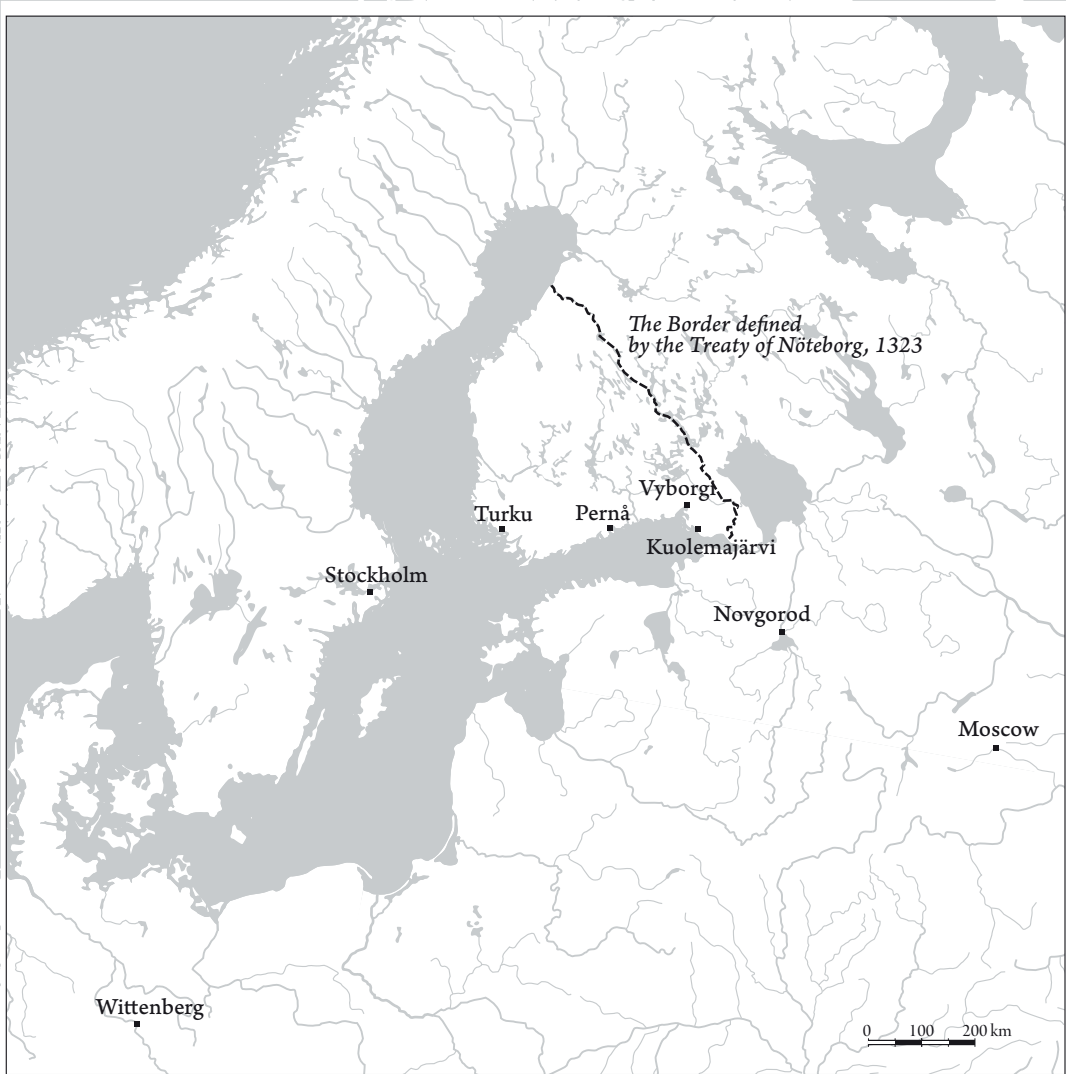 The Border defined
by the Treaty of Nöteborg, 1323
Vyborgi
Turku
Pernå
Kuolemajärvi
Stockholm
Novgorod
Moscow
Wittenberg
0 100 200 km